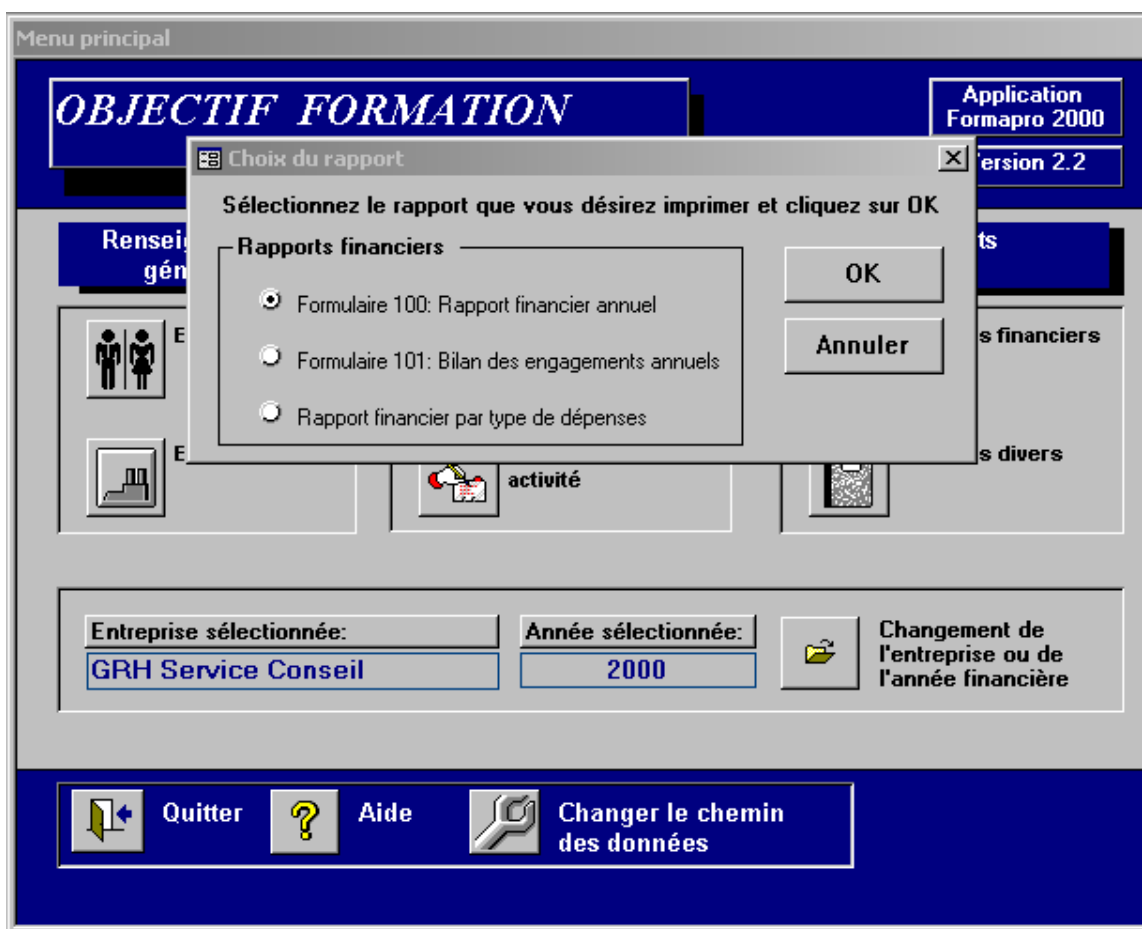 Menu principal
OBJECTIF FORMATION
Application
Formapro 2000
Version 2.2
Choix du rapport
Sélectionnez le rapport que vous désirez imprimer et cliquez sur OK
Rapports financiers
Formulaire 100: Rapport financier annuel
Formulaire 101: Bilan des engagements annuels
Rapport financier par type de dépenses
OK
Annuler
Rensei
gén
ts
E
s financiers
E
activité
s divers
Entreprise sélectionnée:
GRH Service Conseil
Année sélectionnée:
2000
Changement de
l'entreprise ou de
l'année financière
Quitter
Aide
Changer le chemin
des données